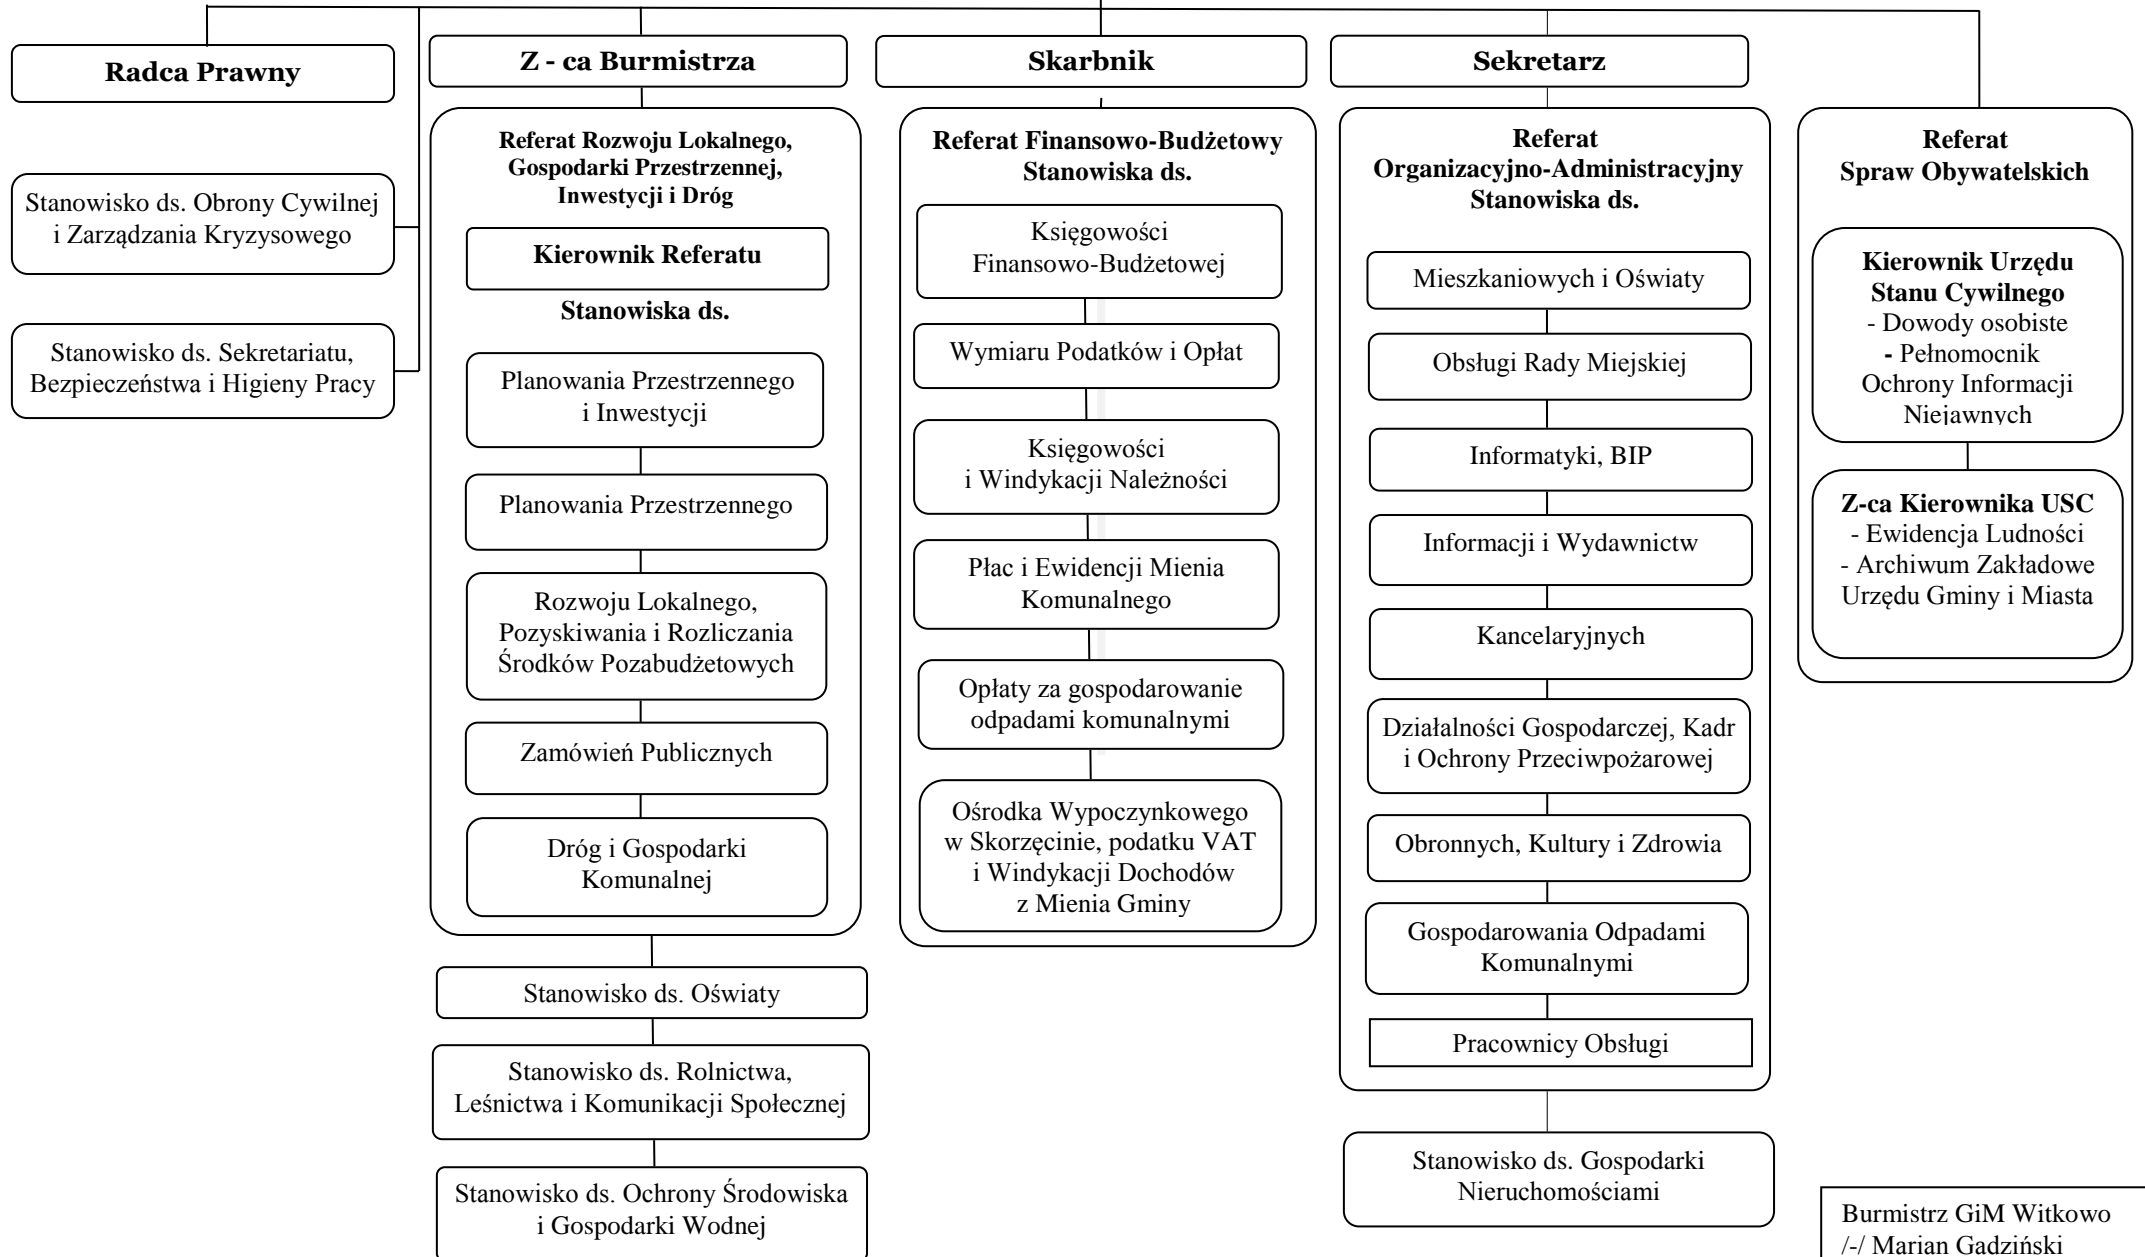 Radca Prawny
Stanowisko ds. Obrony Cywilnej
i Zarządzania Kryzysowego
Stanowisko ds. Sekretariatu,
Bezpieczeństwa i Higieny Pracy
Z - ca Burmistrza
Referat Rozwoju Lokalnego,
Gospodarki Przestrzennej,
Inwestycji i Dróg
Kierownik Referatu
Stanowiska ds.
Planowania Przestrzennego
i Inwestycji
Planowania Przestrzennego
Rozwoju Lokalnego,
Pozyskiwania i Rozliczania
Środków Pozabudżetowych
Zamówień Publicznych
Dróg i Gospodarki
Komunalnej
Stanowisko ds. Oświaty
Stanowisko ds. Rolnictwa,
Leśnictwa i Komunikacji Społecznej
Stanowisko ds. Ochrony Środowiska
i Gospodarki Wodnej
Skarbnik
Referat Finansowo-Budżetowy
Stanowiska ds.
Księgowości
Finansowo-Budżetowej
Wymiaru Podatków i Opłat
Księgowości
i Windykacji Należności
Płac i Ewidencji Mienia
Komunalnego
Opłaty za gospodarowanie
odpadami komunalnymi
Ośrodka Wypoczynkowego
w Skorzęcinie, podatku VAT
i Windykacji Dochodów
z Mienia Gminy
Sekretarz
Referat
Organizacyjno-Administracyjny
Stanowiska ds.
Mieszkaniowych i Oświaty
Obsługi Rady Miejskiej
Informatyki, BIP
Informacji i Wydawnictw
Kancelaryjnych
Działalności Gospodarczej, Kadr
i Ochrony Przeciwpożarowej
Obronnych, Kultury i Zdrowia
Gospodarowania Odpadami
Komunalnymi
Pracownicy Obsługi
Stanowisko ds. Gospodarki
Nieruchomościami
Referat
Spraw Obywatelskich
Kierownik Urzędu
Stanu Cywilnego
- Dowody osobiste
- Pełnomocnik
Ochrony Informacji
Niejawnych
Z-ca Kierownika USC
- Ewidencja Ludności
- Archiwum Zakładowe
Urzędu Gminy i Miasta
Burmistrz GiM Witkowo
/-/ Marian Gadziński